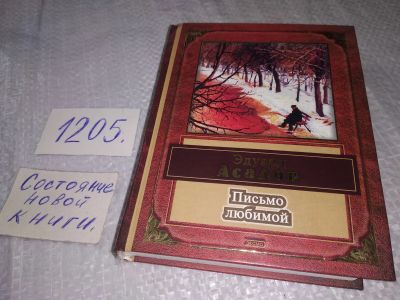 1205.
Состояние
новой
книги.
Эдуард
Асадов
Письмо
любимой